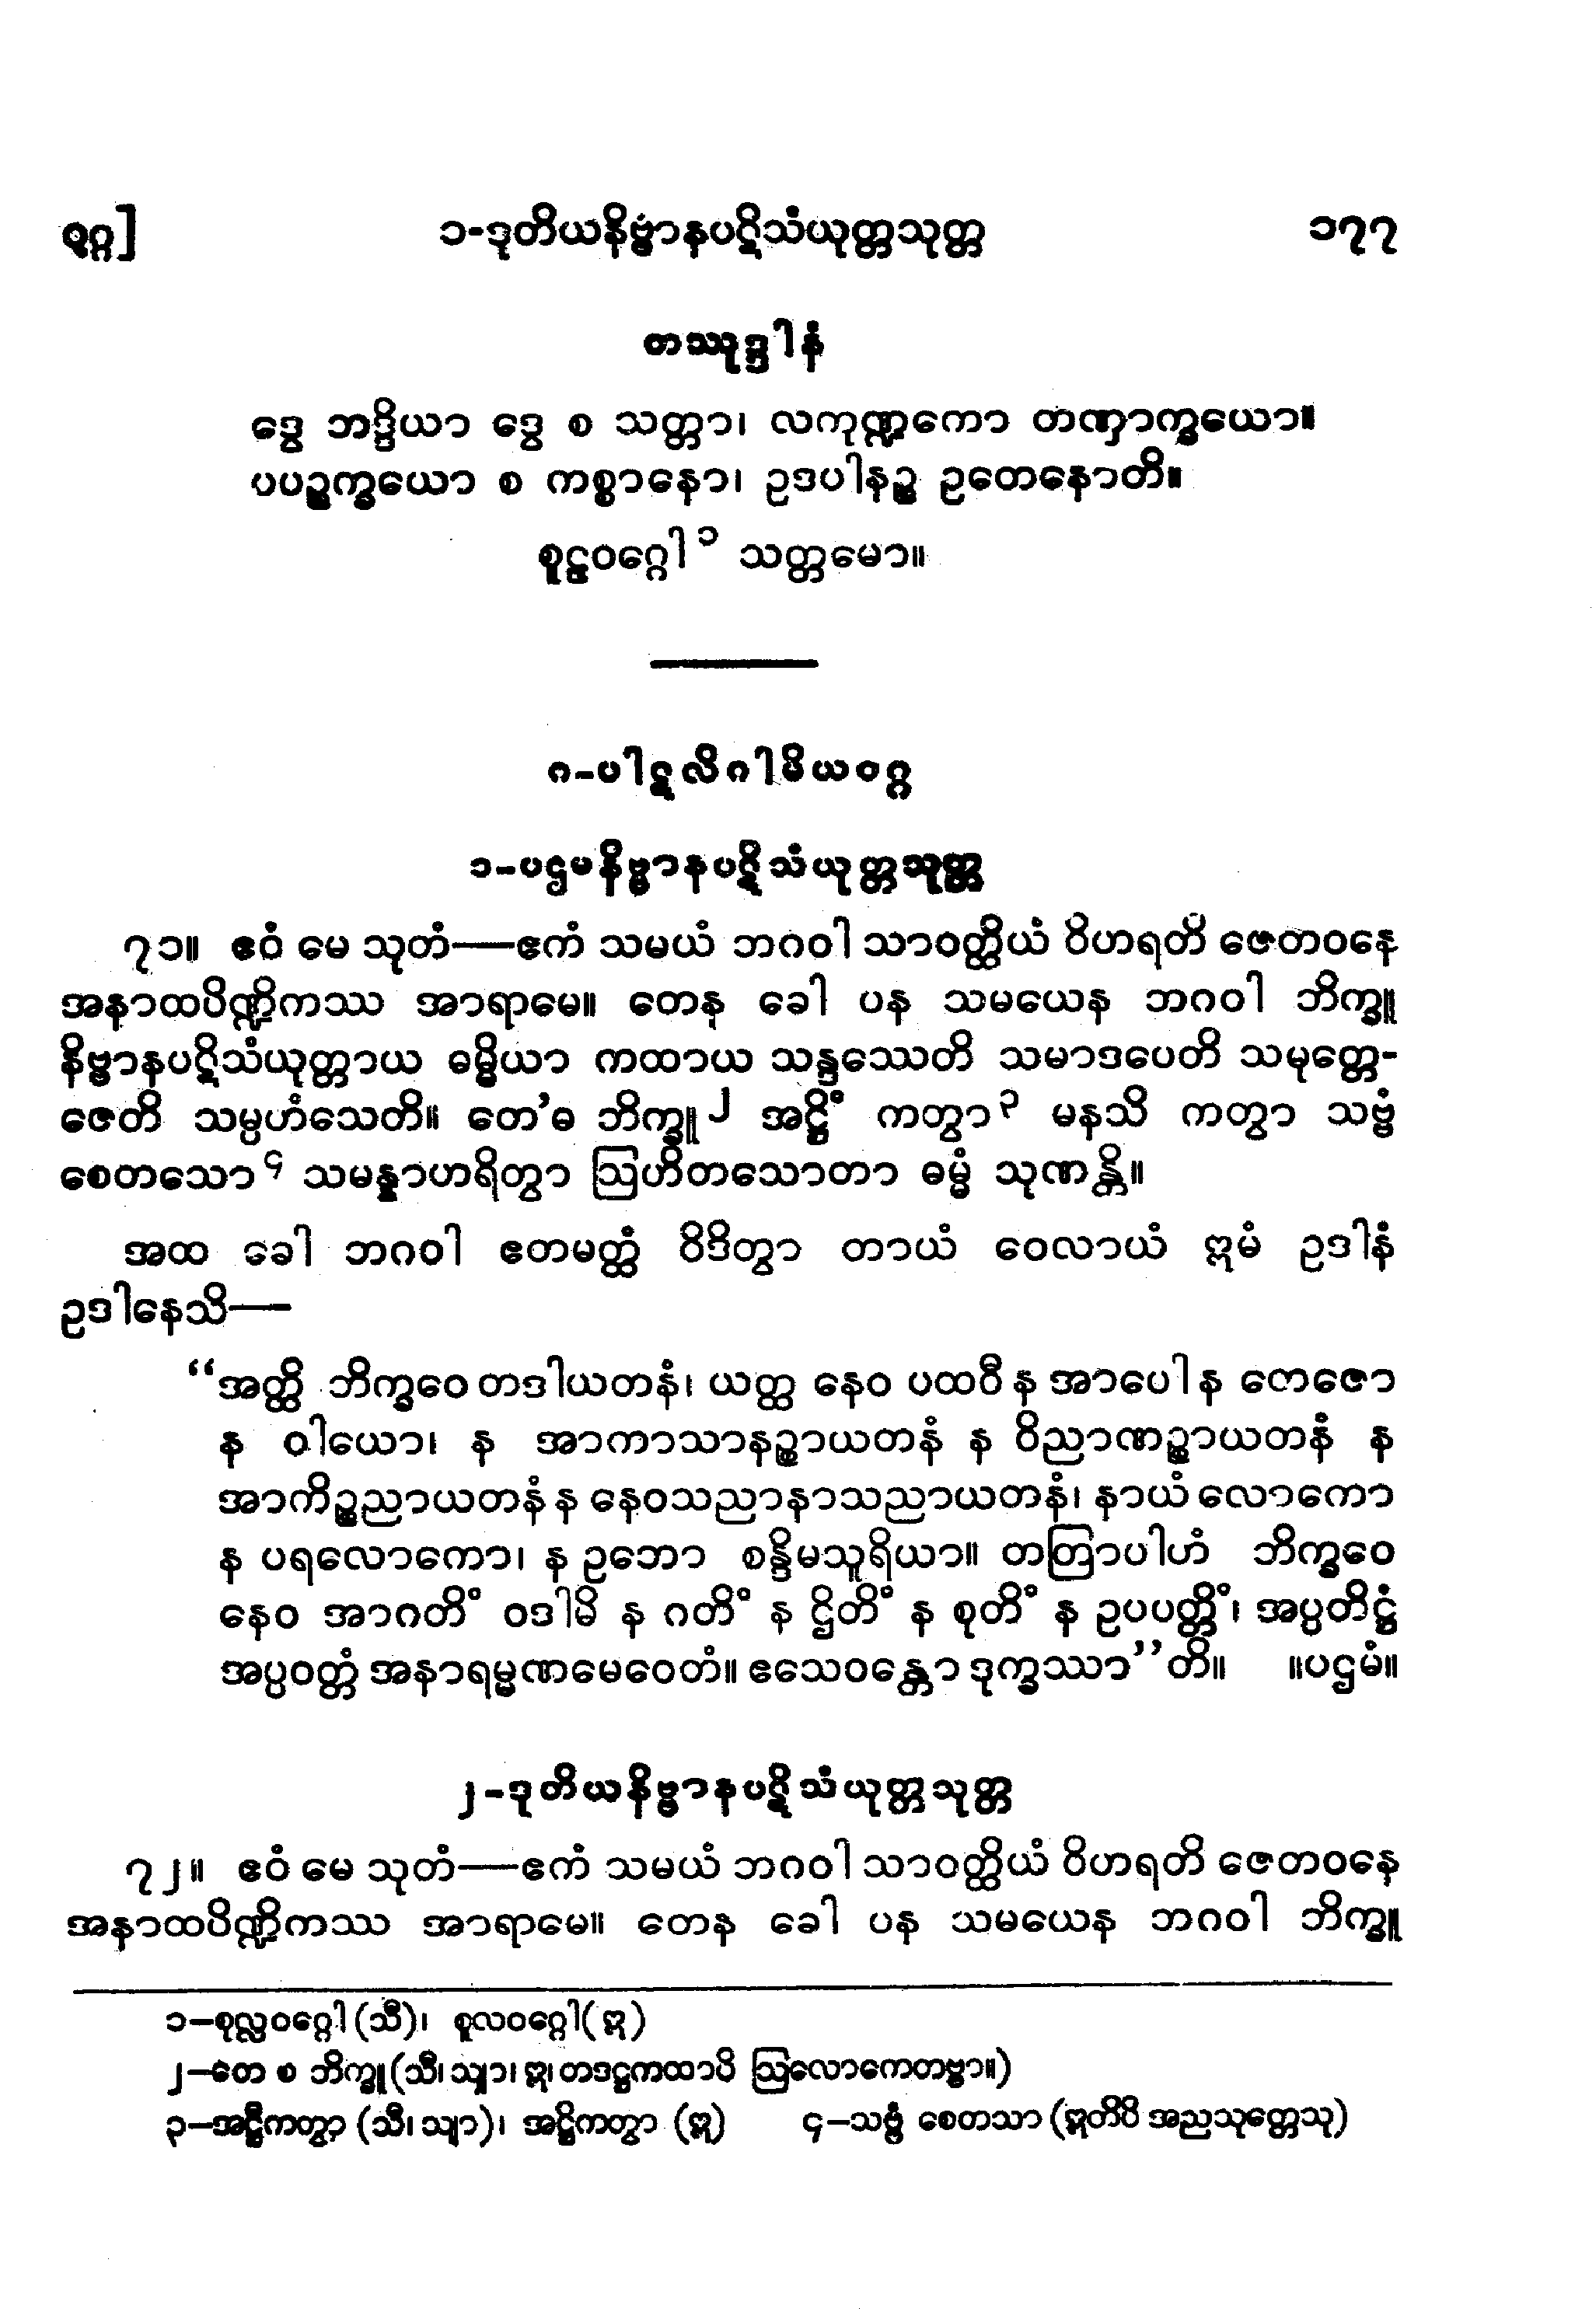 ၎ဂ္ဂ] ၁-ဒုတိယနိဗ္ဗာနပဋိသံယုတ္တသုတ္တ ၁၇၇
တဿုဒ္ဒါနံ
ဒွေ ဘဒ္ဒိယာ ဒွေ စ သတ္တာ၊ လကုဏ္ဍကော တဏှာက္ခယော။
ပပဉ္စက္ခယော စ ကစ္စာနော၊ ဥဒပါနဉ္စ ဥတေနောတိ။
စူဠဝဂ္ဂေါ ၁ သတ္တမော။
ဂ-ပါဋလိဂါမိယဝဂ္ဂ
၁-ပဌမနိဗ္ဗာနပဋိသံယုတ္တသုတ္တ
၇၁။ ဧဝံ မေ သုတံ—ဧကံ သမယံ ဘဂဝါ သာဝတ္ထိယံ ဝိဟရတိ ဇေတဝနေ
အနာထပိဏ္ဍိကဿ အာရာမေ။ တေန ခေါ ပန သမယေန ဘဂဝါ ဘိက္ခူ
နိဗ္ဗာနပဋိသံယုတ္တာယ ဓမ္မိယာ ကထာယ သန္ဒဿေတိ သမာဒပေတိ သမုတ္တေ-
ဇေတိ သမ္ပဟံသေတိ။ တေ’ဓ ဘိက္ခူ ၂ အဋ္ဌိံ ကတွာ ၃ မနသိ ကတွာ သဗ္ဗံ
စေတသော ၄ သမန္နာဟရိတွာ ဩဟိတသောတာ ဓမ္မံ သုဏန္တိ။
အထ ခေါ ဘဂဝါ ဧတမတ္ထံ ဝိဒိတွာ တာယံ ဝေလာယံ ဣမံ ဥဒါနံ
ဥဒါနေသိ—
“အတ္ထိ ဘိက္ခဝေ တဒါယတနံ၊ ယတ္ထ နေဝ ပထဝီ န အာပေါ န တေဇော
န ဝါယော၊ န အာကာသာနဉ္စာယတနံ န ဝိညာဏဉ္စာယတနံ န
အာကိဉ္စညာယတနံ န နေဝသညာနာသညာယတနံ၊ နာယံ လောကော
န ပရလောကော၊ န ဥဘော စန္ဒိမသူရိယာ။ တတြာပါဟံ ဘိက္ခဝေ
နေဝ အာဂတိံ ဝဒါမိ န ဂတိံ န ဌိတိံ န စုတိံ န ဥပပတ္တိံ၊ အပ္ပတိဋ္ဌံ
အပ္ပဝတ္တံ အနာရမ္မဏမေဝေတံ။ ဧသေဝန္တော ဒုက္ခဿာ”တိ။ ။ပဌမံ။
၂-ဒုတိယနိဗ္ဗာနပဋိသံယုတ္တသုတ္တ
၇၂။ ဧဝံ မေ သုတံ—ဧကံ သမယံ ဘဂဝါ သာဝတ္ထိယံ ဝိဟရတိ ဇေတဝနေ
အနာထပိဏ္ဍိကဿ အာရာမေ။ တေန ခေါ ပန သမယေန ဘဂဝါ ဘိက္ခူ
၁—စုလ္လဝဂ္ဂေါ (သီ)၊ စူလဝဂ္ဂေါ (ဣ)
၂—တေ စ ဘိက္ခူ (သီ၊ သျာ၊ ဣ၊ တဒဋ္ဌကထာပိ ဩလောကေတဗ္ဗာ။)
၃—အဋ္ဌီကတွာ (သီ၊ သျာ)၊ အဋ္ဌိကတွာ (ဣ) ၄—သဗ္ဗံ စေတသာ (ဣတိပိ အညသုတ္တေသု)